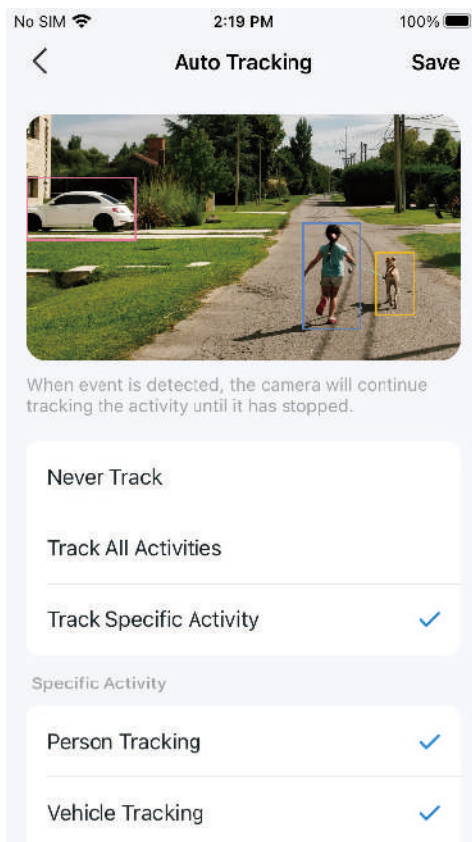 No SIM 2:19 PM 100%
Auto Tracking Save
When event is detected, the camera will continue
tracking the activity until it has stopped.
Never Track
Track All Activities
Track Specific Activity
Specific Activity
Person Tracking
Vehicle Tracking